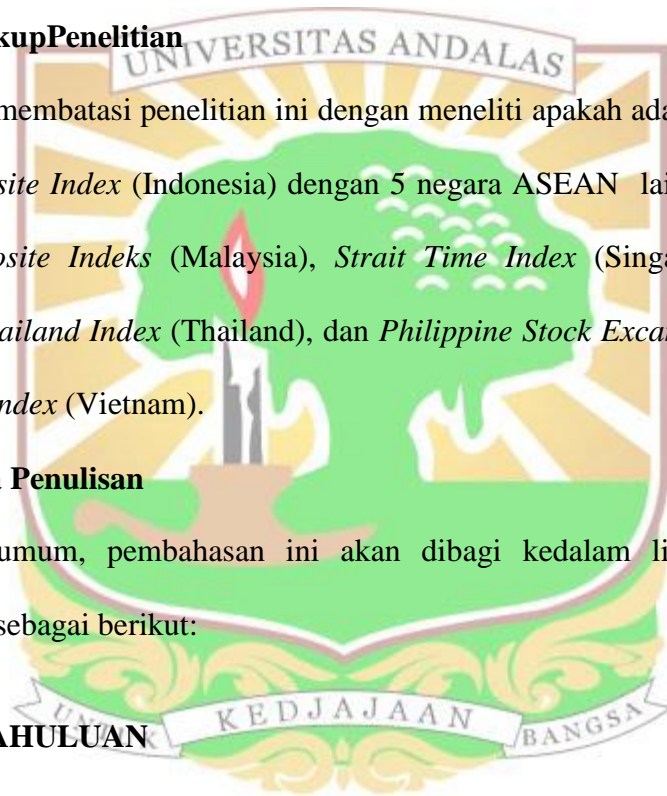 kupPenelitian
UNIVERSITAS ANDALAS
membatasi penelitian ini dengan meneliti apakah ada
site Index (Indonesia) dengan 5 negara ASEAN lai
osite Indeks (Malaysia), Strait Time Index (Singa
ailand Index (Thailand), dan Philippine Stock Exca
ndex (Vietnam).
Penulisan
umum, pembahasan ini akan dibagi kedalam li
sebagai berikut:
UNTUK KEDJAJAAN BANGSA
AHULUAN